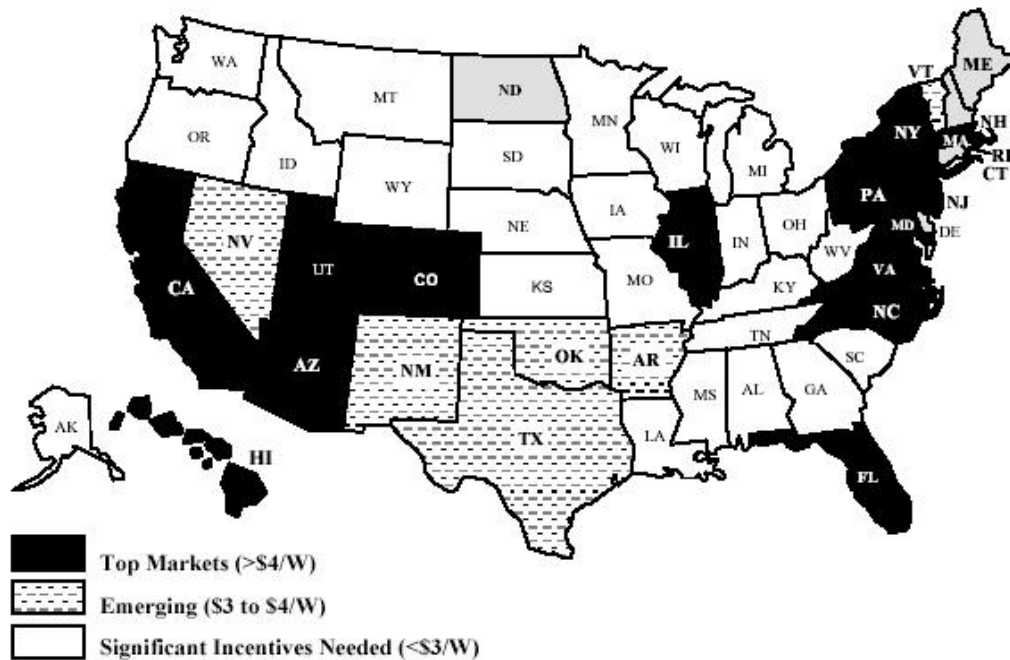 WA
MT
ND
MN
VT
ME
OR
ID
SD
WI
MI
NY
NH
MA
RI
CT
WY
NE
IA
PA
NJ
NV
UT
CO
IL
IN
OH
MD
DE
WV
CA
KS
MO
KY
VA
NC
AZ
NM
OK
AR
TN
SC
MS
AL
GA
TX
LA
AK
HI
FL
Top Markets (>$4/W)
Emerging ($3 to $4/W)
Significant Incentives Needed (<$3/W)